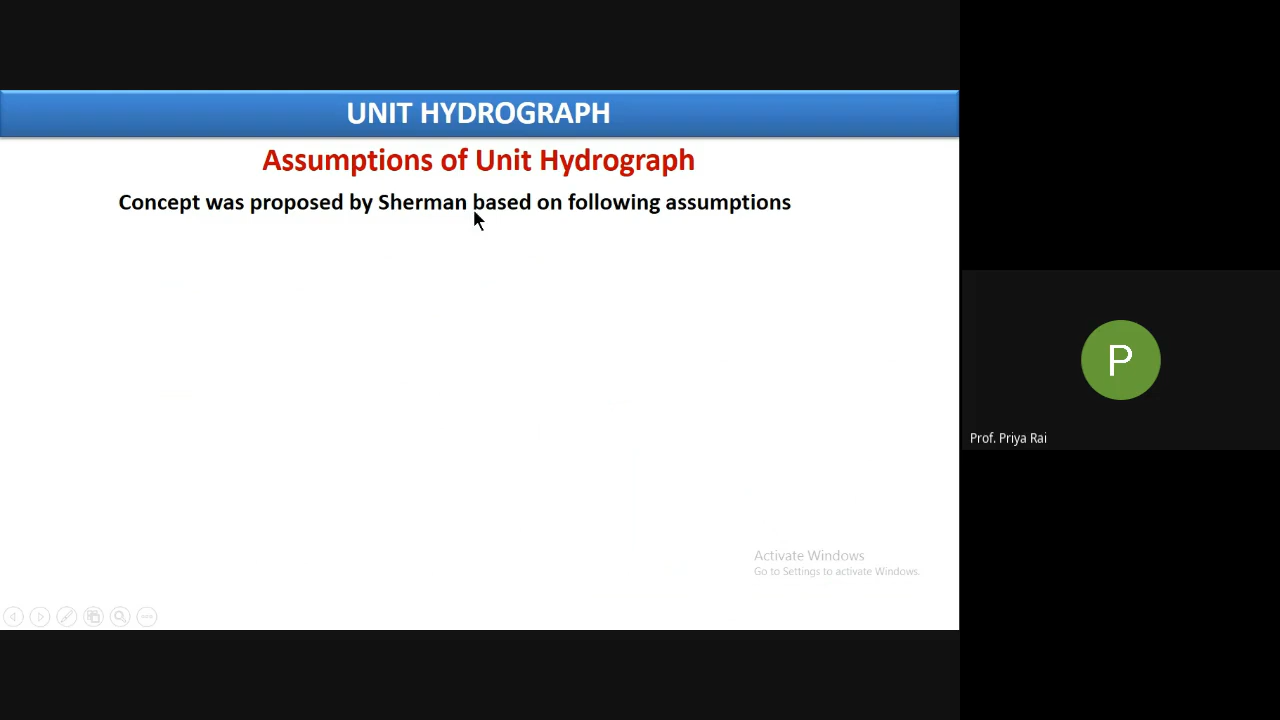 UNIT HYDROGRAPH
Assumptions of Unit Hydrograph
Concept was proposed by Sherman based on following assumptions
P
Prof. Priya Rai
Activate Windows
Go to Settings to activate Windows.